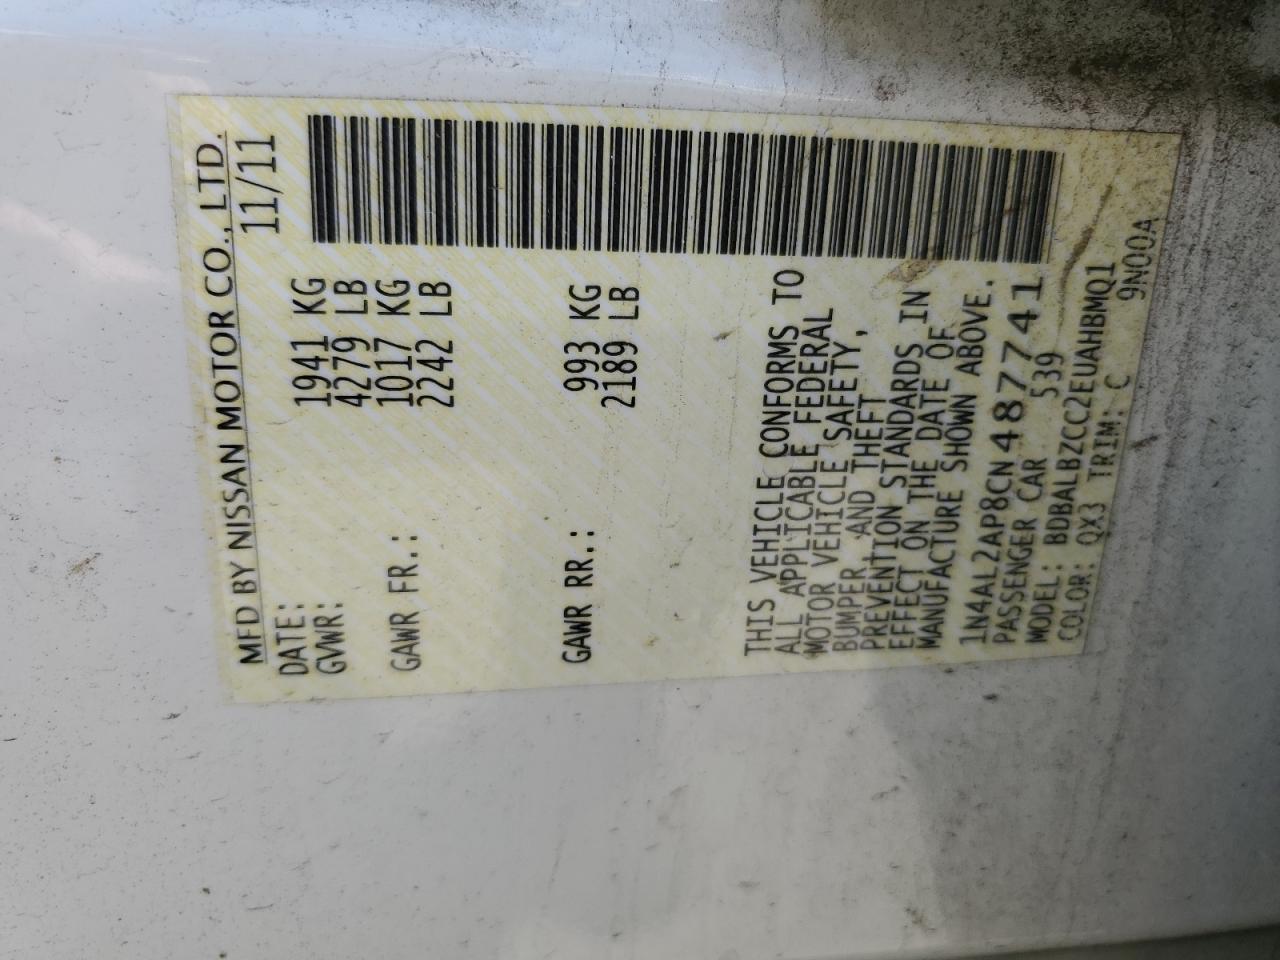 MFD BY NISSAN MOTOR CO., LTD.
DATE: 11/11
GVWR: 1941 KG
4279 LB
GAWR FR.: 1017 KG
2242 LB
GAWR RR.: 993 KG
2189 LB
THIS VEHICLE CONFORMS TO
ALL APPLICABLE FEDERAL
MOTOR VEHICLE SAFETY,
BUMPER AND THEFT
PREVENTION STANDARDS IN
EFFECT ON THE DATE OF
MANUFACTURE SHOWN ABOVE.
1N4AL2AP8CN487741
PASSENGER CAR 539
MODEL: BDBALBZCCC2EUAHBMQ1
COLOR: QX3 TRIM: C 9N00A